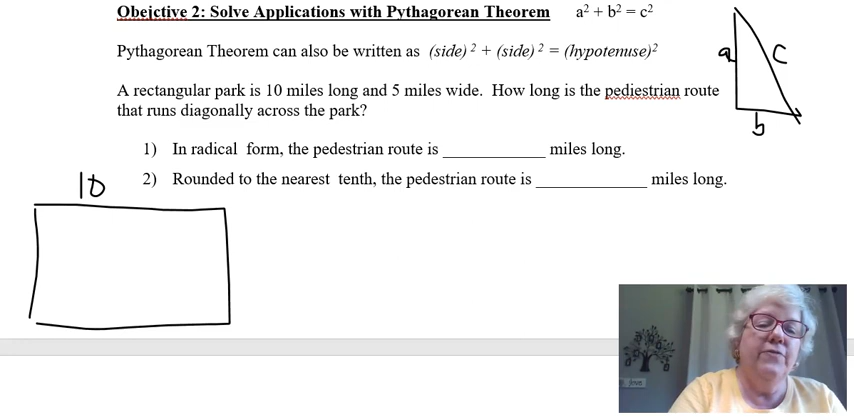 Obejctive 2: Solve Applications with Pythagorean Theorem a² + b² = c²
Pythagorean Theorem can also be written as (side)² + (side)² = (hypotenuse)²
A rectangular park is 10 miles long and 5 miles wide. How long is the pediestrian route
that runs diagonally across the park?
1) In radical form, the pedestrian route is ____________ miles long.
2) Rounded to the nearest tenth, the pedestrian route is _____________ miles long.
a
c
b
10